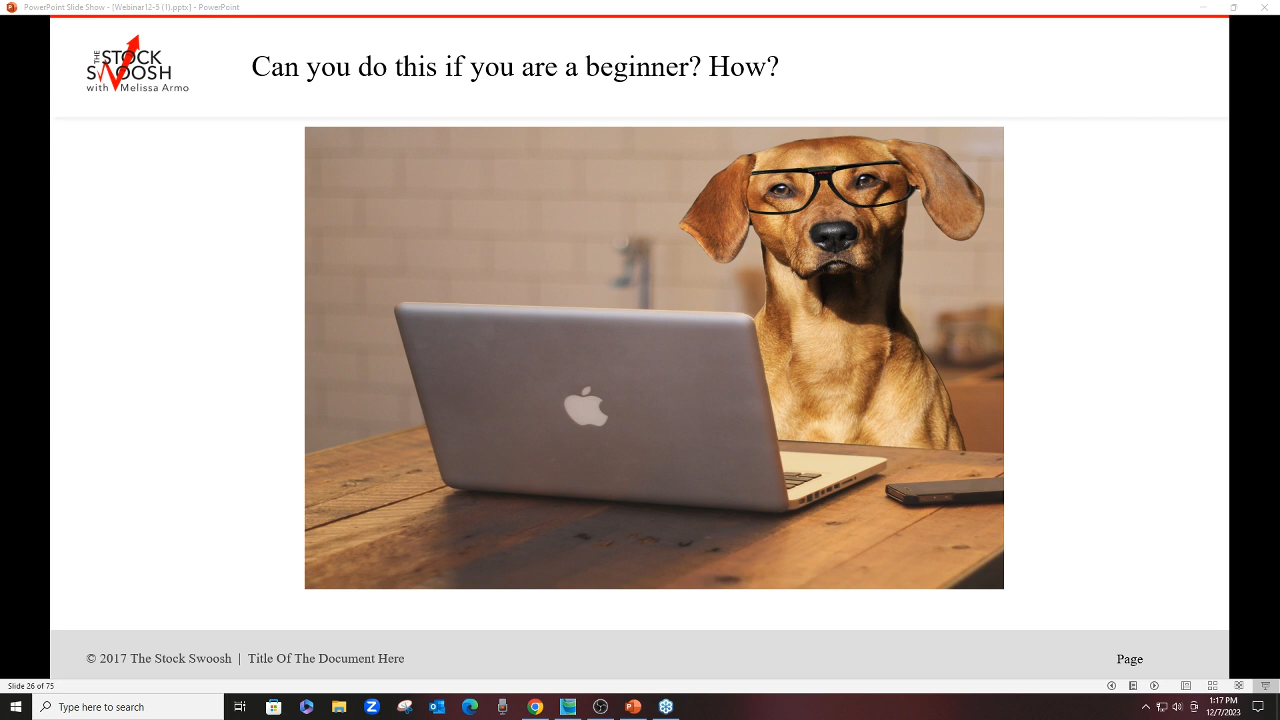 PowerPoint Slide Show - [Webinar12-5 (1).pptx] - PowerPoint
THE
STOCK
SWOOSH
with Melissa Armo
Can you do this if you are a beginner? How?
© 2017 The Stock Swoosh | Title Of The Document Here
Page
Slide 26 of 75
Type here to search
1:17 PM
12/7/2023